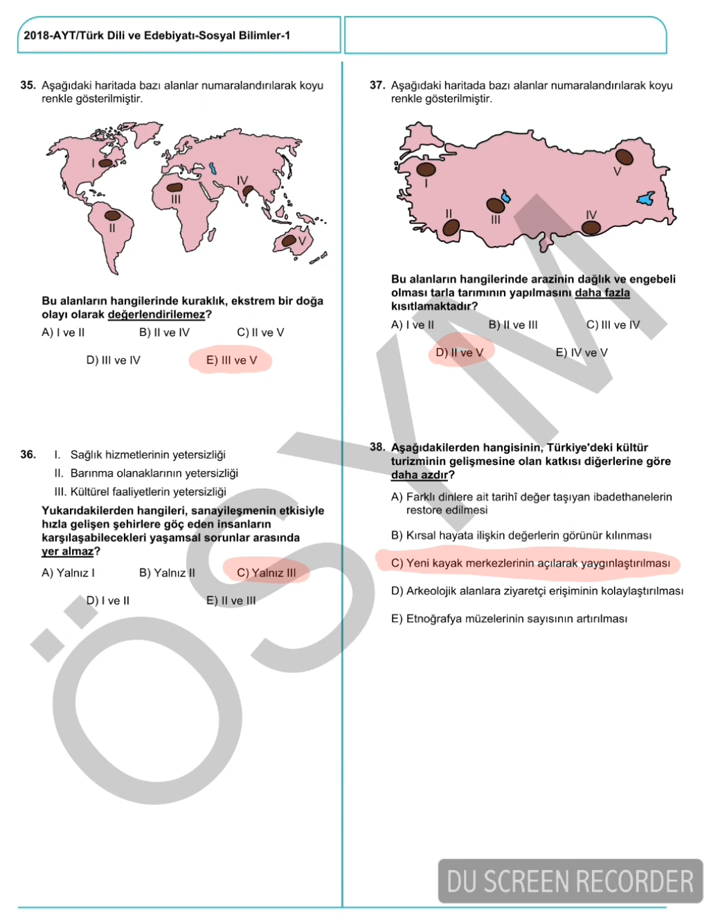 2018-AYT/Türk Dili ve Edebiyatı-Sosyal Bilimler-1
35. Aşağıdaki haritada bazı alanlar numaralandırılarak koyu
renkle gösterilmiştir.
I
II
III
IV
V
Bu alanların hangilerinde kuraklık, ekstrem bir doğa
olayı olarak değerlendirilemez?
A) I ve II B) II ve IV C) II ve V
D) III ve IV E) III ve V
36. I. Sağlık hizmetlerinin yetersizliği
II. Barınma olanaklarının yetersizliği
III. Kültürel faaliyetlerin yetersizliği
Yukarıdakilerden hangileri, sanayileşmenin etkisiyle
hızla gelişen şehirlere göç eden insanların
karşılaşabilecekleri yaşamsal sorunlar arasında
yer almaz?
A) Yalnız I B) Yalnız II C) Yalnız III
D) I ve II E) II ve III
37. Aşağıdaki haritada bazı alanlar numaralandırılarak koyu
renkle gösterilmiştir.
I
II
III
IV
V
Bu alanların hangilerinde arazinin dağlık ve engebeli
olması tarla tarımının yapılmasını daha fazla
kısıtlamaktadır?
A) I ve II B) II ve III C) III ve IV
D) II ve V E) IV ve V
38. Aşağıdakilerden hangisinin, Türkiye'deki kültür
turizminin gelişmesine olan katkısı diğerlerine göre
daha azdır?
A) Farklı dinlere ait tarihî değer taşıyan ibadethanelerin
restore edilmesi
B) Kırsal hayata ilişkin değerlerin görünür kılınması
C) Yeni kayak merkezlerinin açılarak yaygınlaştırılması
D) Arkeolojik alanlara ziyaretçi erişiminin kolaylaştırılması
E) Etnoğrafya müzelerinin sayısının artırılması
ÖSYM
DU SCREEN RECORDER